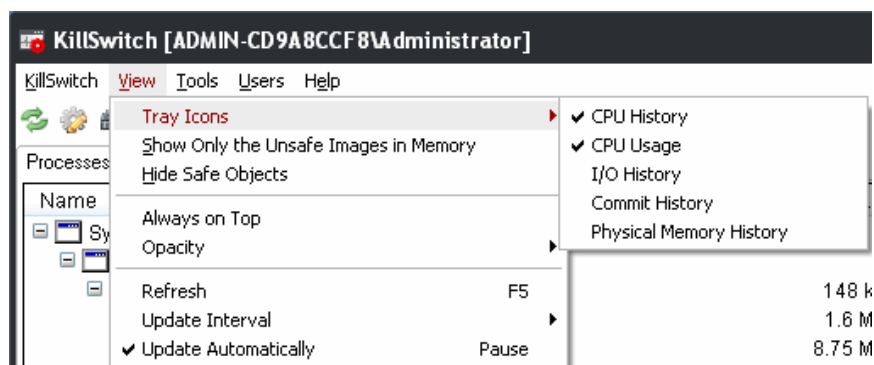 KillSwitch [ADMIN-CD9A8CCF8\Administrator]
KillSwitch View Tools Users Help
Tray Icons
CPU History
Show Only the Unsafe Images in Memory
CPU Usage
Processes
Hide Safe Objects
I/O History
Name
Commit History
Always on Top
Physical Memory History
Sy
Opacity
Refresh F5
148 k
Update Interval
1.6 M
Update Automatically Pause
8.75 M